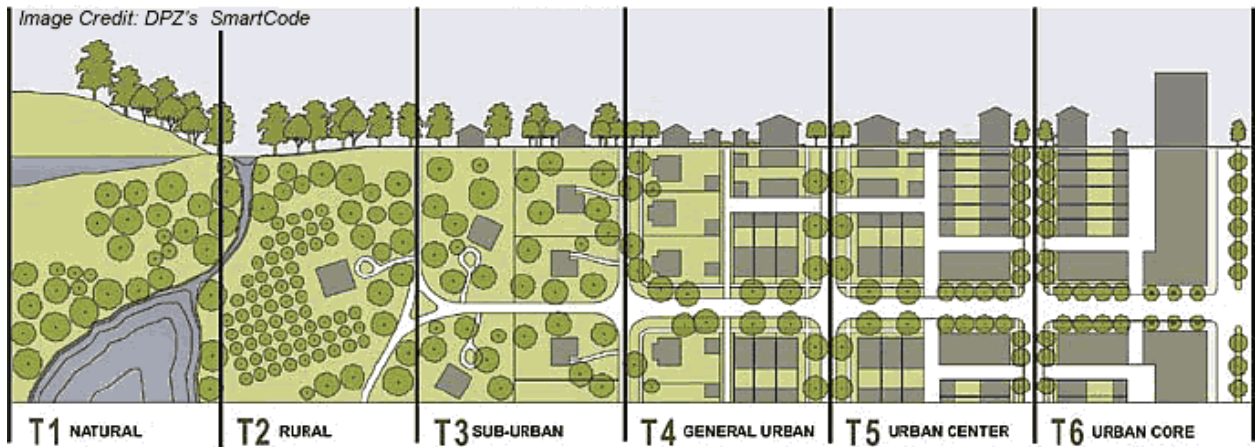 Image Credit: DPZ's SmartCode
T1 NATURAL
T2 RURAL
T3 SUB-URBAN
T4 GENERAL URBAN
T5 URBAN CENTER
T6 URBAN CORE